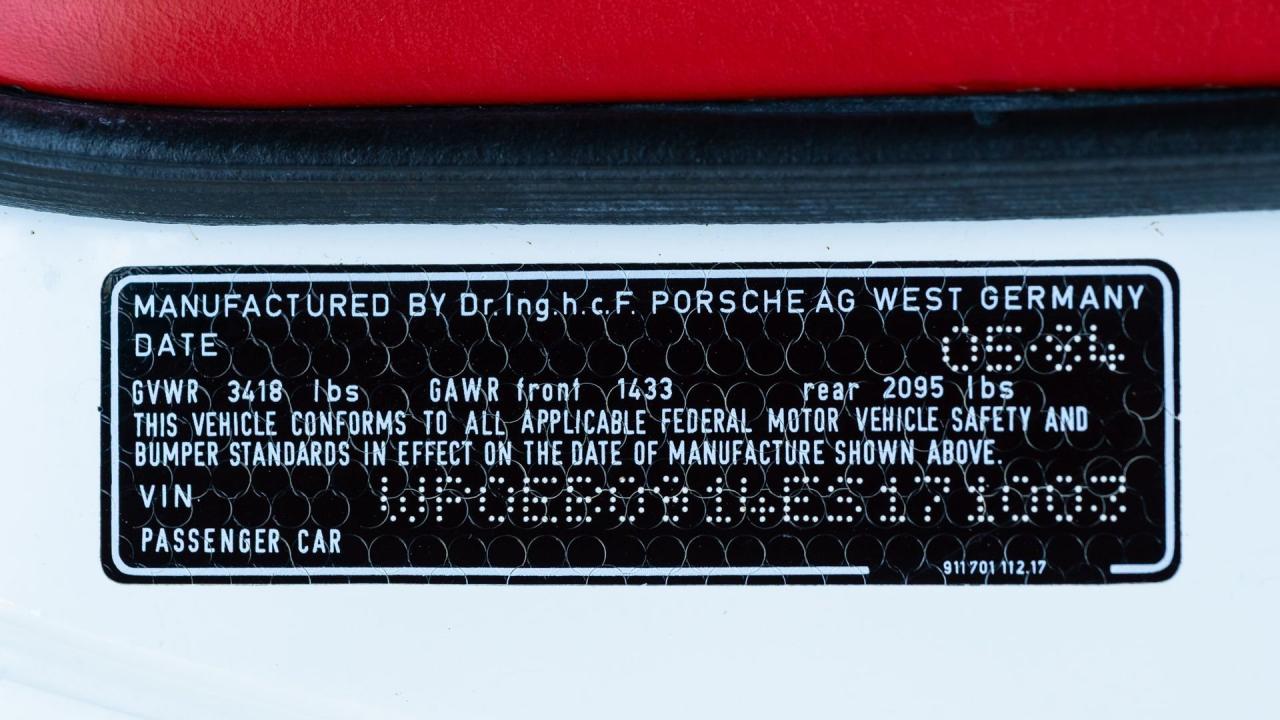 MANUFACTURED BY Dr.Ing.h.c.F. PORSCHE AG WEST GERMANY
DATE 05 84
GVWR 3418 lbs GAWR front 1433 rear 2095 lbs
THIS VEHICLE CONFORMS TO ALL APPLICABLE FEDERAL MOTOR VEHICLE SAFETY AND
BUMPER STANDARDS IN EFFECT ON THE DATE OF MANUFACTURE SHOWN ABOVE.
VIN WP0EB0914ES171003
PASSENGER CAR
911 701 112.17